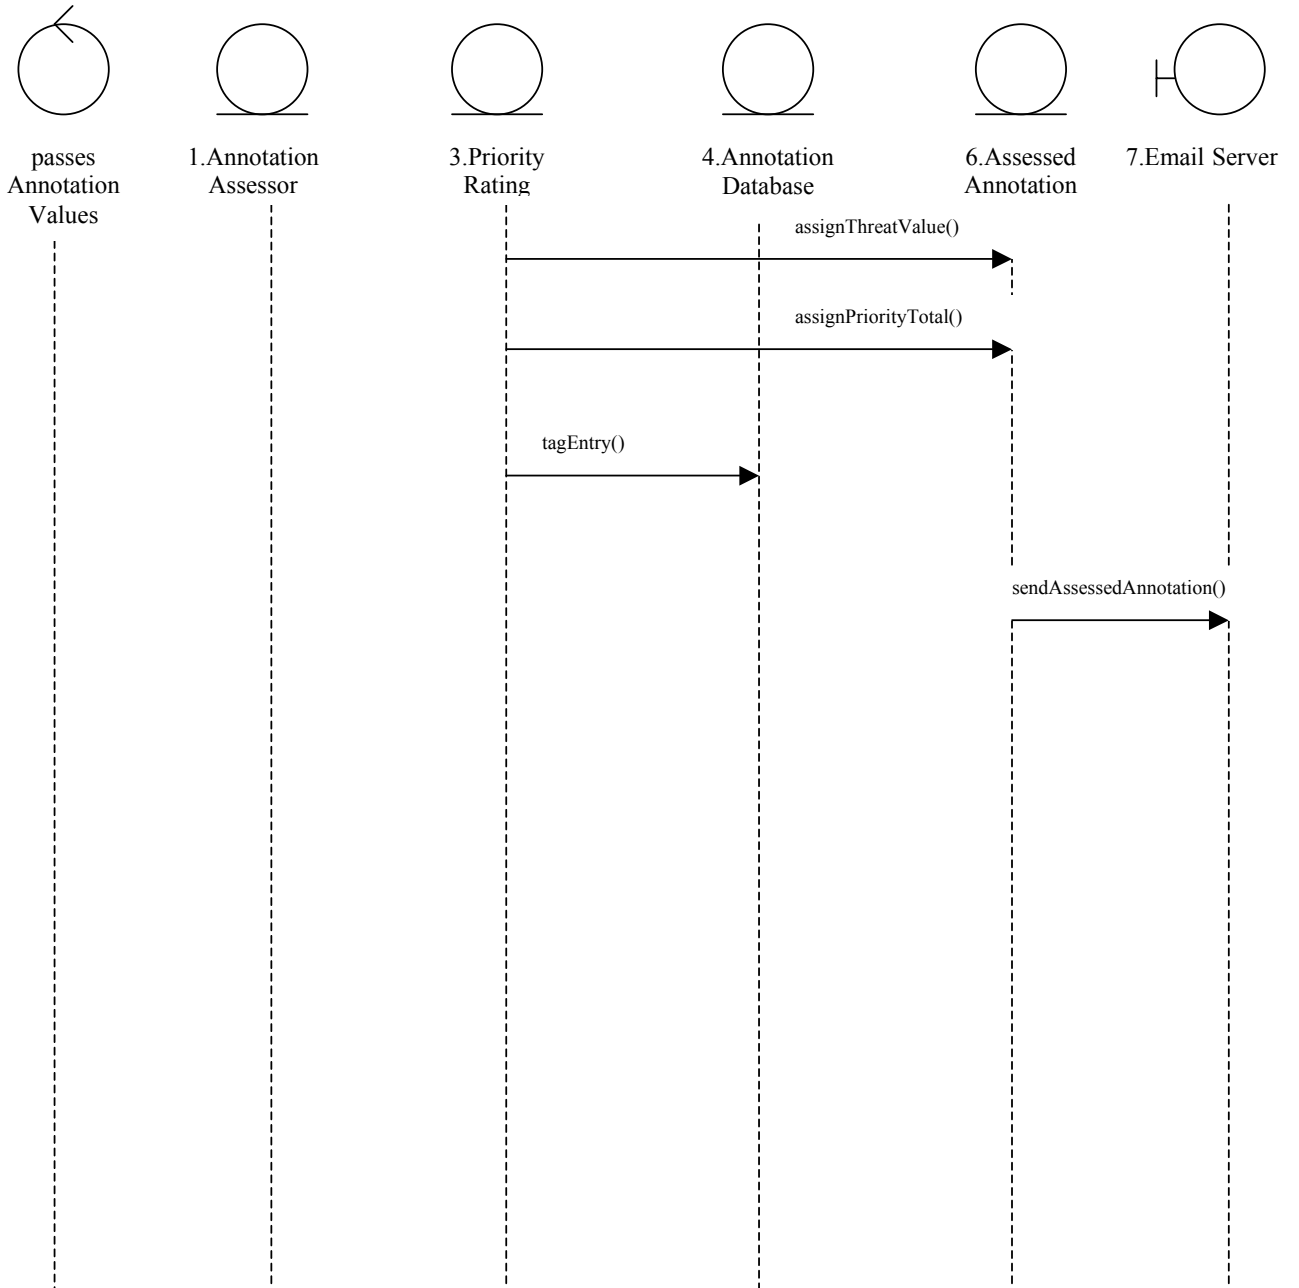 passes
Annotation
Values
1.Annotation
Assessor
3.Priority
Rating
4.Annotation
Database
6.Assessed
Annotation
7.Email Server
assignThreatValue()
assignPriorityTotal()
tagEntry()
sendAssessedAnnotation()